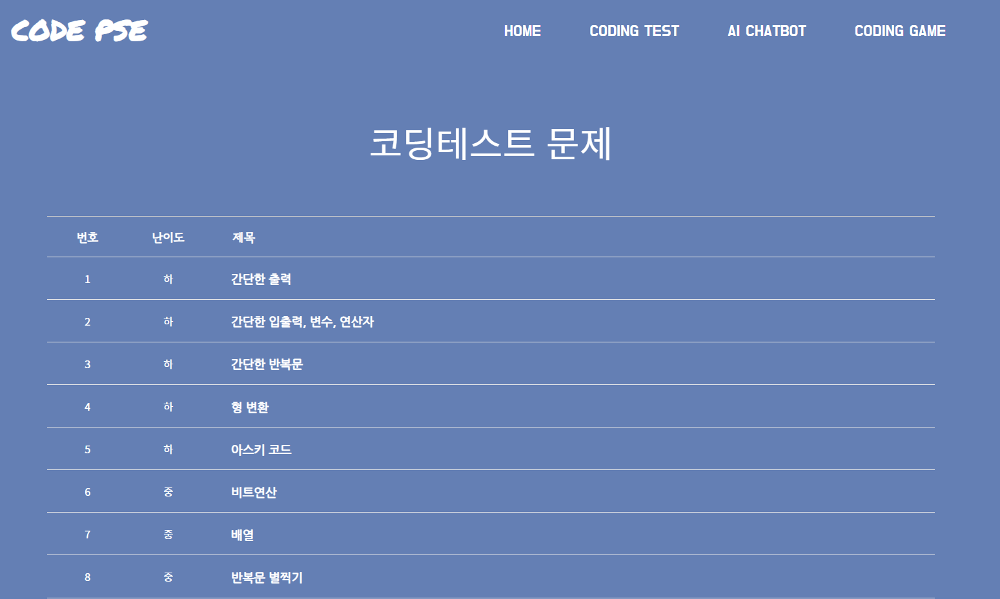 CODE PSE HOME CODING TEST AI CHATBOT CODING GAME
코딩테스트 문제
번호 난이도 제목
1 하 간단한 출력
2 하 간단한 입출력, 변수, 연산자
3 하 간단한 반복문
4 하 형 변환
5 하 아스키 코드
6 중 비트연산
7 중 배열
8 중 반복문 별찍기